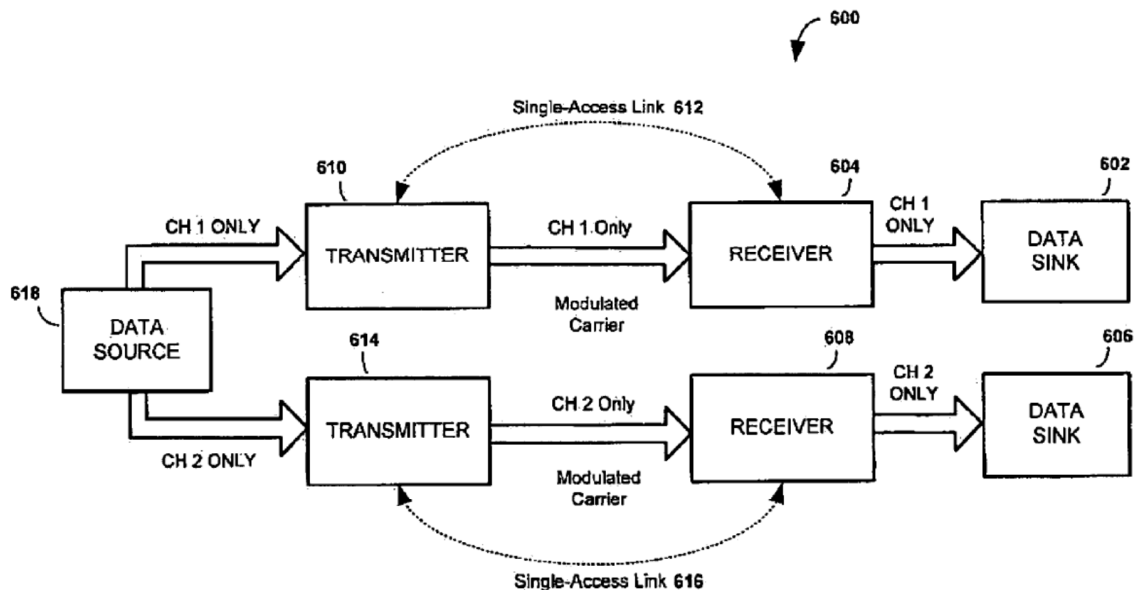 600
Single-Access Link 612
610
604
602
CH 1 ONLY
TRANSMITTER
CH 1 Only
RECEIVER
CH 1
ONLY
DATA
SINK
Modulated
Carrier
618
DATA
SOURCE
614
608
606
CH 2 ONLY
TRANSMITTER
CH 2 Only
RECEIVER
CH 2
ONLY
DATA
SINK
Modulated
Carrier
Single-Access Link 616